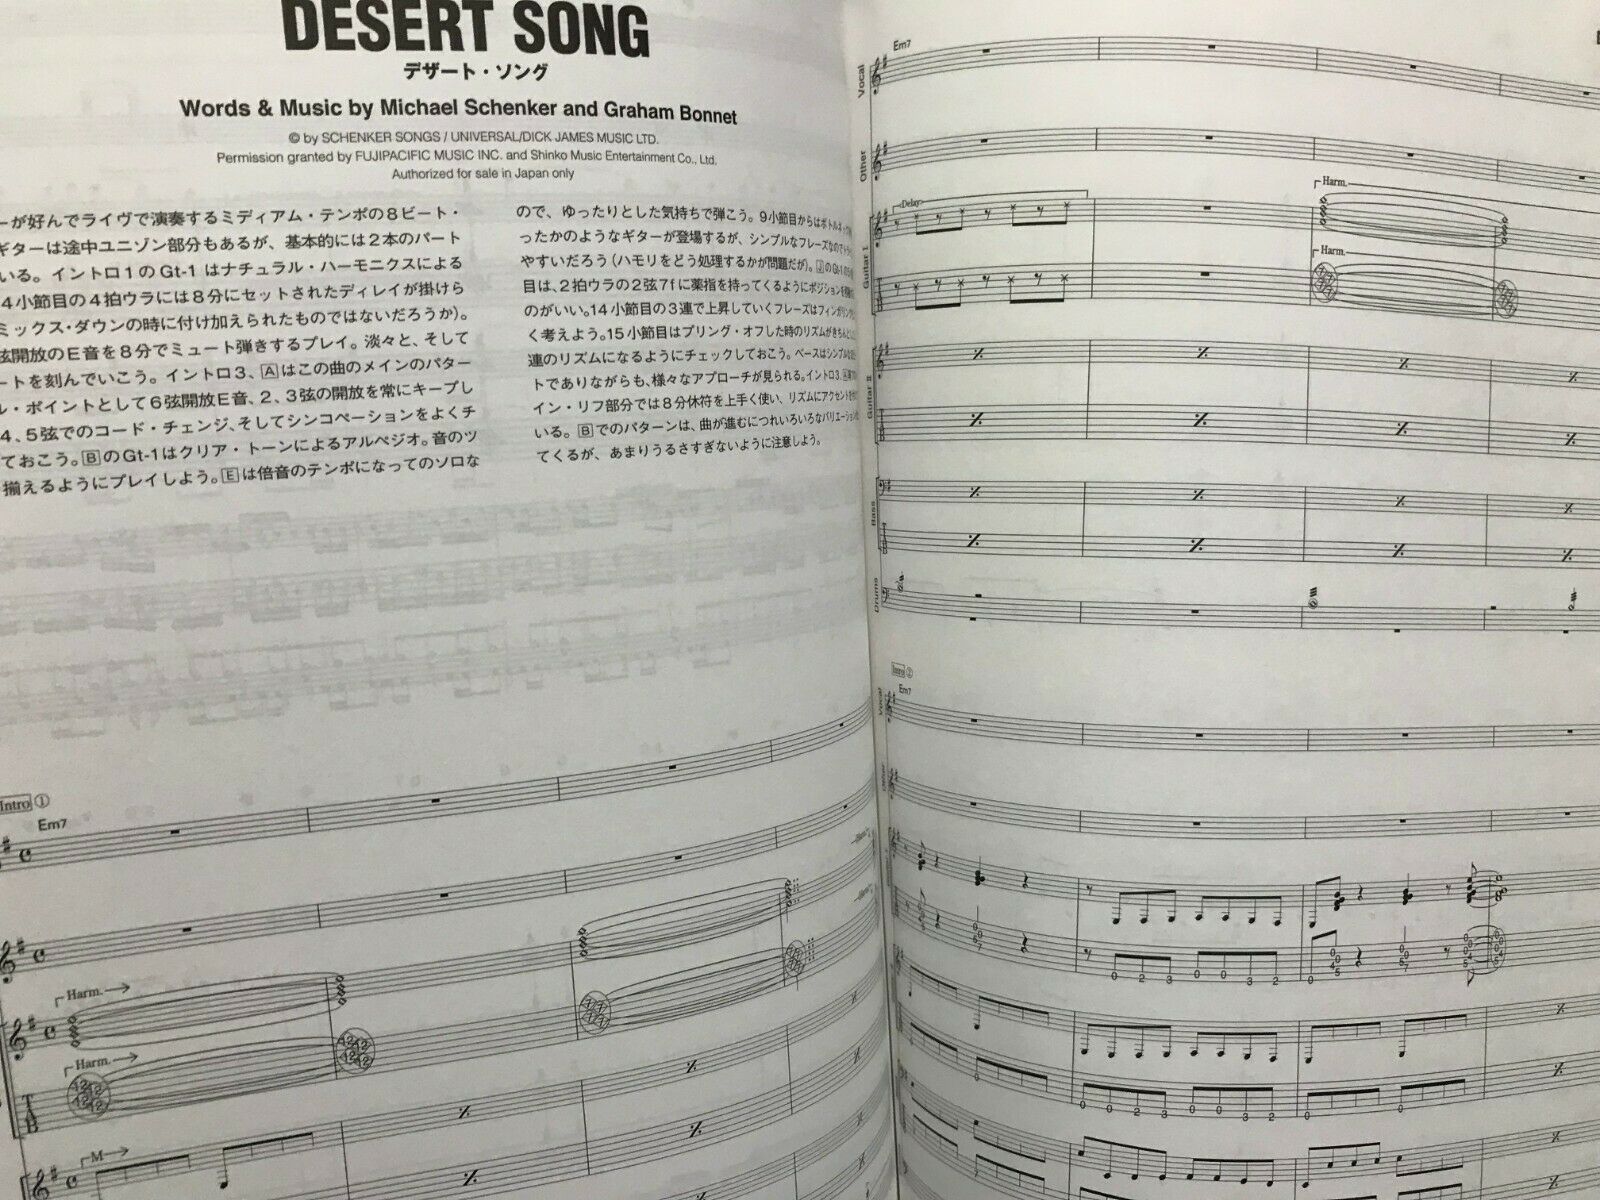 DESERT SONG
デザート・ソング
Words & Music by Michael Schenker and Graham Bonnet
© by SCHENKER SONGS / UNIVERSAL/DICK JAMES MUSIC LTD.
Permission granted by FUJIPACIFIC MUSIC INC. and Shinko Music Entertainment Co., Ltd.
Authorized for sale in Japan only
ーが好んでライヴで演奏するミディアム・テンポの8ビート・
ギターは途中ユニゾン部分もあるが、基本的には2本のパート
いる。イントロ1のGt-1はナチュラル・ハーモニクスによる
4小節目の4拍ウラには8分にセットされたディレイが掛けら
ミックス・ダウンの時に付け加えられたものではないだろうか)。
弦開放のE音を8分でミュート弾きするプレイ。淡々と、そして
ートを刻んでいこう。イントロ3、Aはこの曲のメインのパター
ル・ポイントとして6弦開放E音、2、3弦の開放を常にキープし
4、5弦でのコード・チェンジ、そしてシンコペーションをよくチ
ておこう。BのGt-1はクリア・トーンによるアルペジオ。音のツ
揃えるようにプレイしよう。Eは倍音のテンポになってのソロな
ので、ゆったりとした気持ちで弾こう。9小節目からはボトルネック
ったかのようなギターが登場するが、シンプルなフレーズなので
やすいだろう(ハモリをどう処理するかが問題だが)。JのGt-1の
目は、2拍ウラの2弦7fに薬指を持ってくるようにポジションを
のがいい。14小節目の3連で上昇していくフレーズはフィンガリング
く考えよう。15小節目はプリング・オフした時のリズムがきちんと
連のリズムになるようにチェックしておこう。ベースはシンプルな
トでありながらも、様々なアプローチが見られる。イントロ3、A
イン・リフ部分では8分休符を上手く使い、リズムにアクセントを
いる。Bでのパターンは、曲が進むにつれいろいろなバリエーション
てくるが、あまりうるさすぎないように注意しよう。
Intro ①
Em7
Harm.
Harm.
M
Em7
Vocal
Other
Delay
Harm.
Guitar I
Harm.
Guitar II
Bass
Drums
Intro ②
Em7
Vocal
Other
0 2 3 0 0 3 2
0 2 3 0 0 3 2